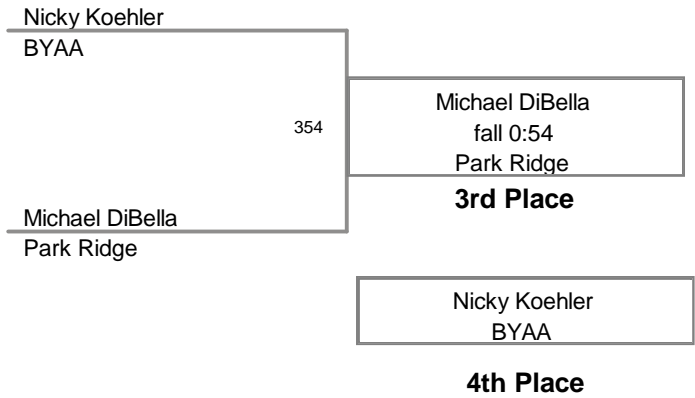 Nicky Koehler
BYAA
354
Michael DiBella
fall 0:54
Park Ridge
3rd Place
Michael DiBella
Park Ridge
Nicky Koehler
BYAA
4th Place